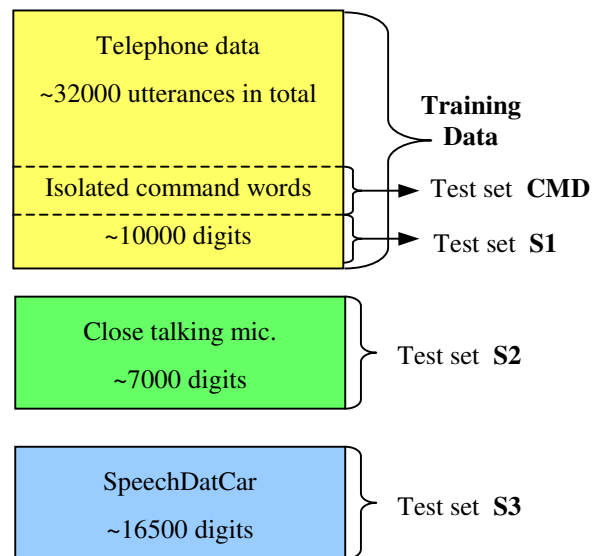 Telephone data
~32000 utterances in total
Training
Data
Isolated command words
Test set CMD
~10000 digits
Test set S1
Close talking mic.
~7000 digits
Test set S2
SpeechDatCar
~16500 digits
Test set S3